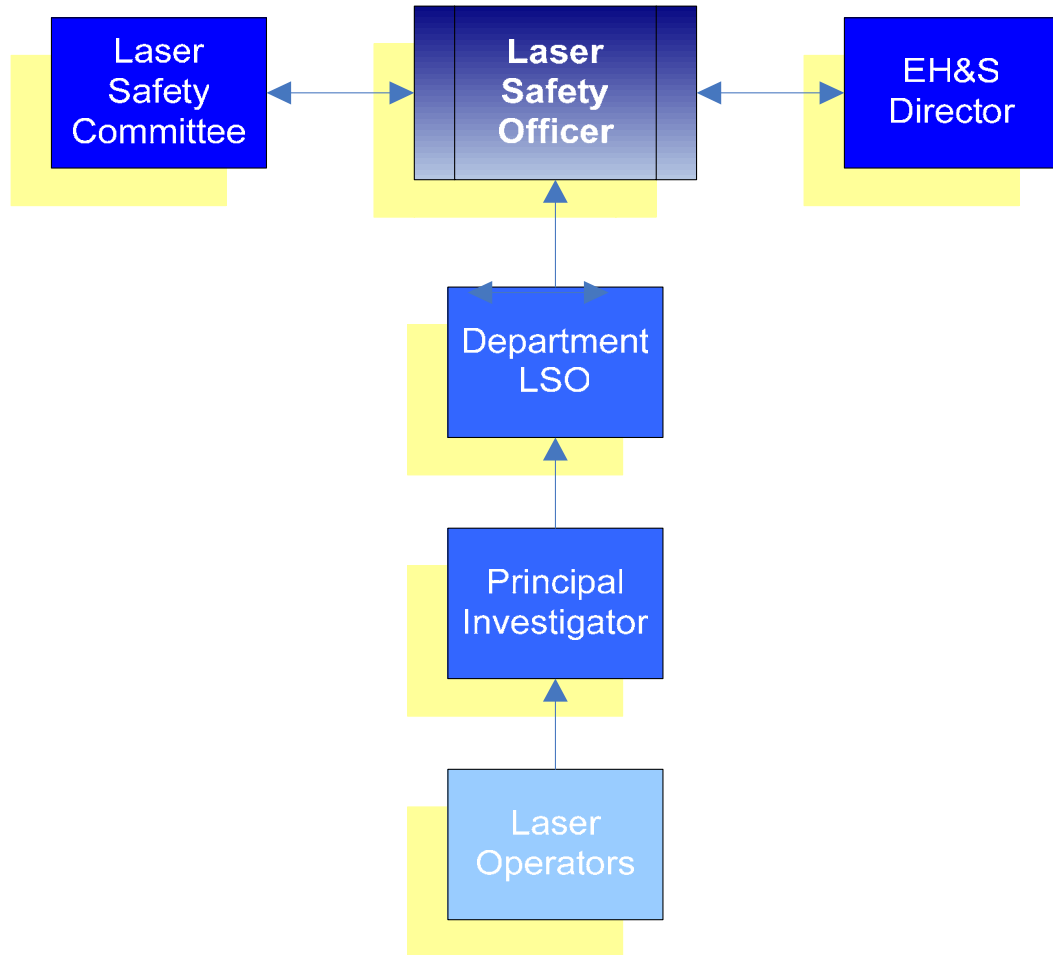 Laser
Safety
Committee
Laser
Safety
Officer
EH&S
Director
Department
LSO
Principal
Investigator
Laser
Operators